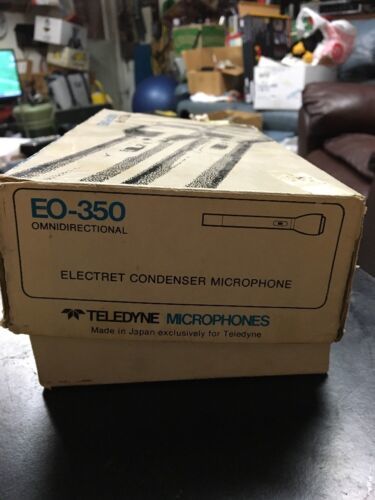 EO-350
OMNIDIRECTIONAL
ELECTRET CONDENSER MICROPHONE
TELEDYNE MICROPHONES
Made in Japan exclusively for Teledyne